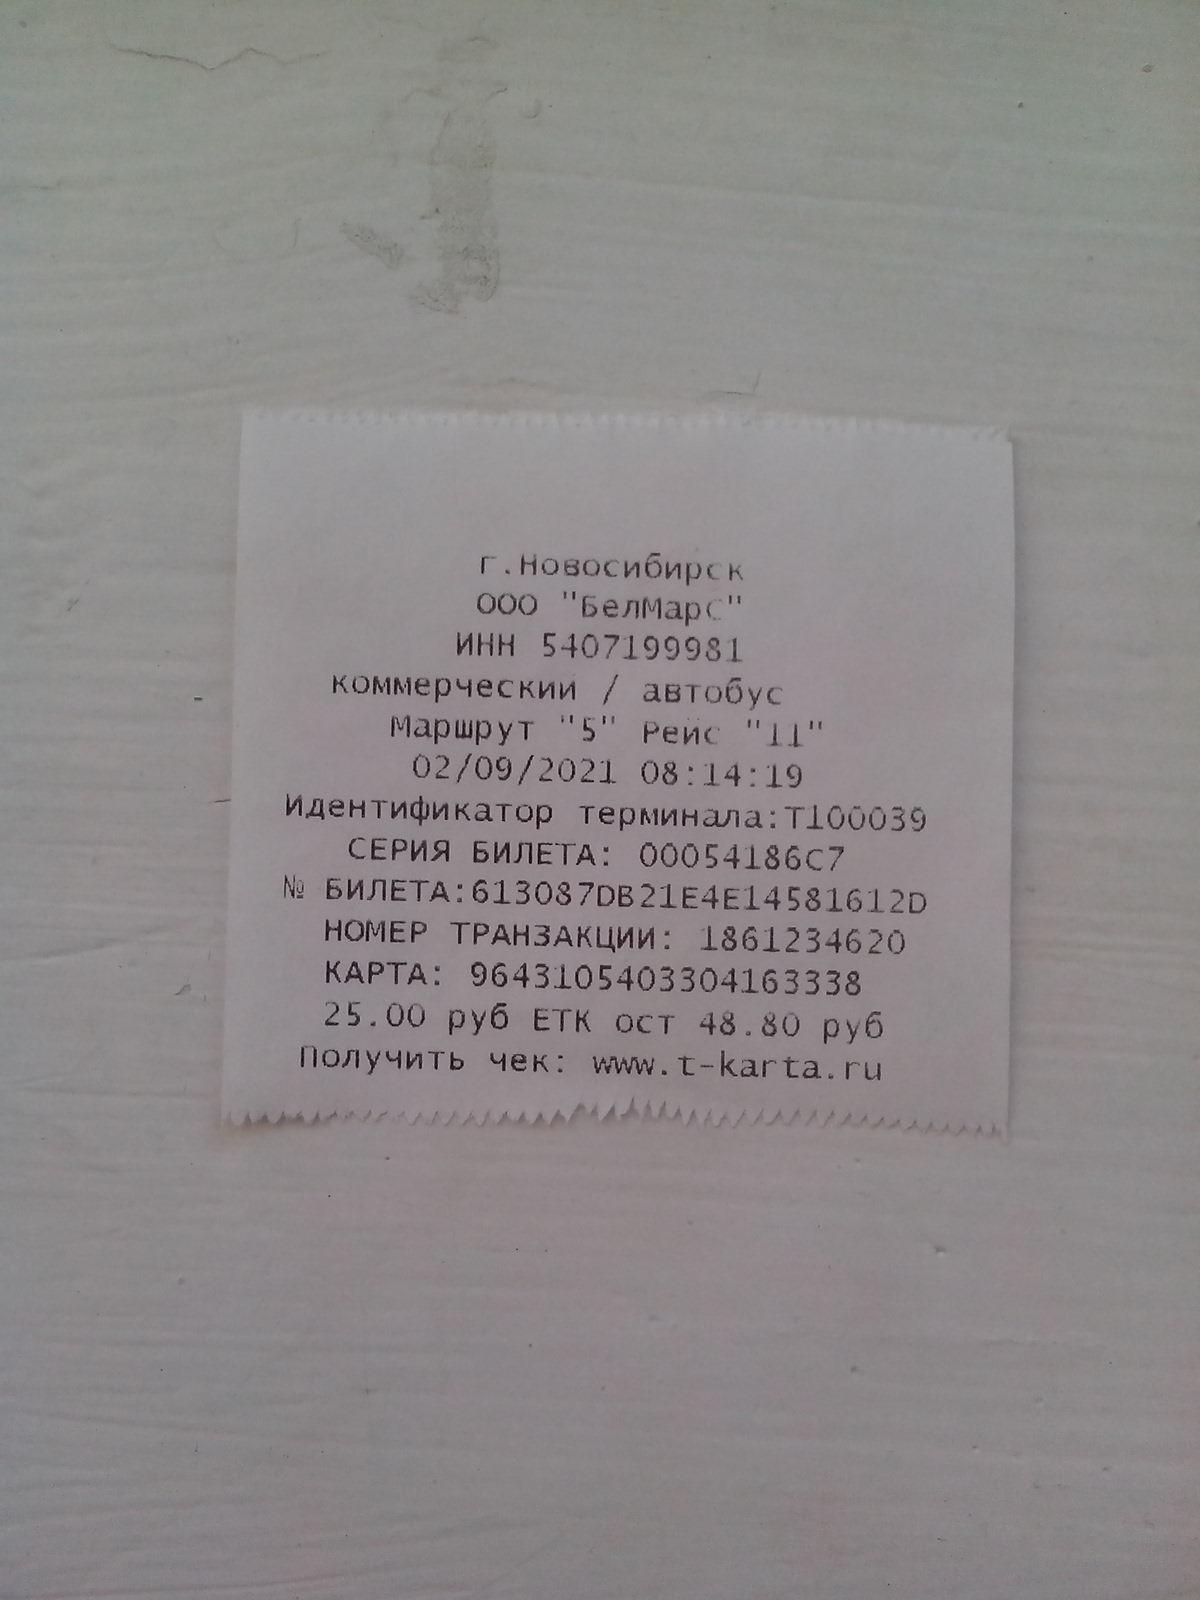 г.Новосибирск
ООО "БелМарС"
ИНН 5407199981
коммерческий / автобус
Маршрут "5" Рейс "11"
02/09/2021 08:14:19
Идентификатор терминала:Т100039
СЕРИЯ БИЛЕТА: 00054186C7
№ БИЛЕТА:613087DB21E4E14581612D
НОМЕР ТРАНЗАКЦИИ: 1861234620
КАРТА: 9643105403304163338
25.00 руб ЕТК ост 48.80 руб
Получить чек: www.t-karta.ru